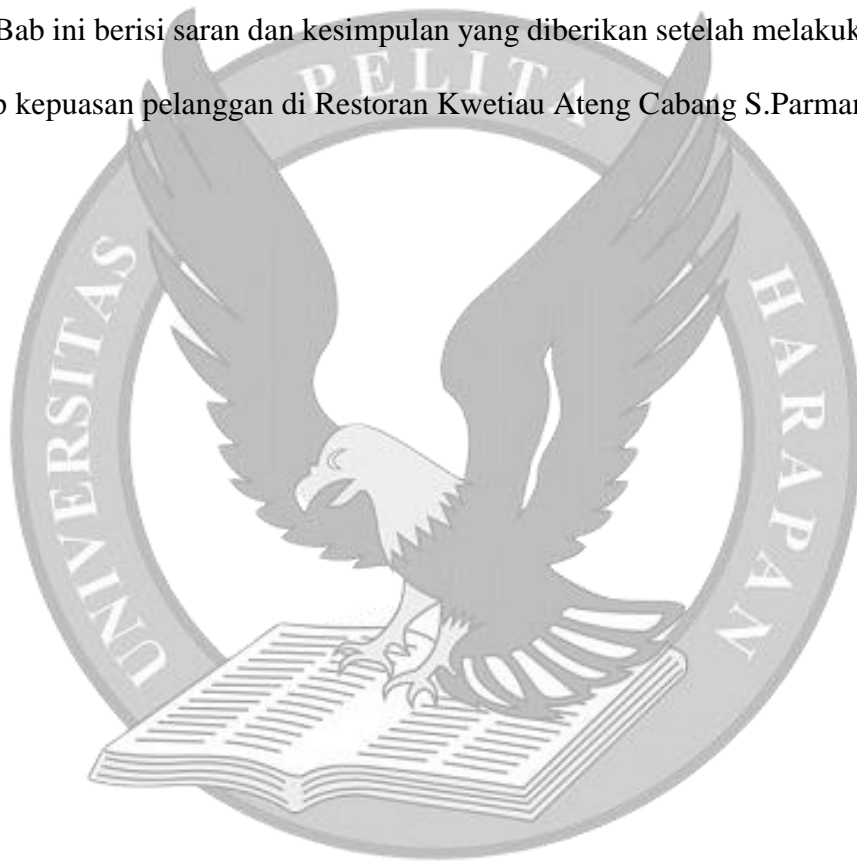 Bab ini berisi saran dan kesimpulan yang diberikan setelah melakuk
kepuasan pelanggan di Restoran Kwetiau Ateng Cabang S.Parman
UNIVERSITAS PELITA HARAPAN